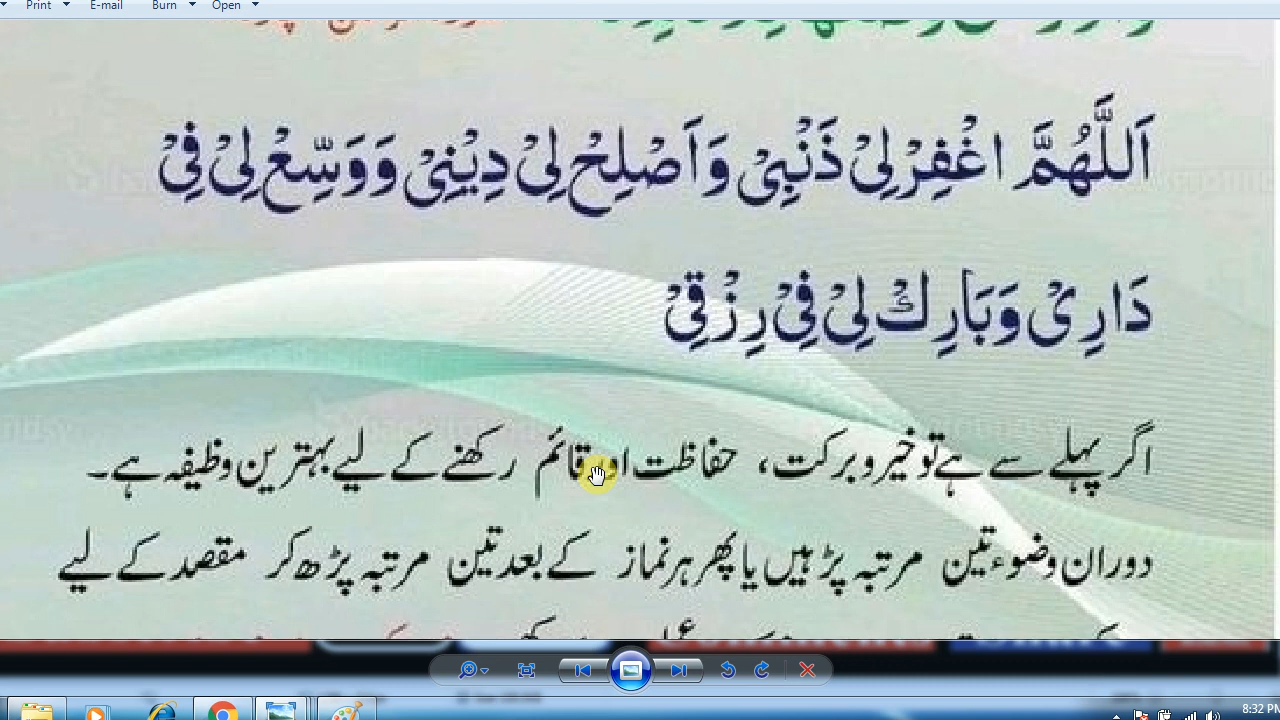 Print E-mail Burn Open
اَللّٰهُمَّ اغْفِرْلِیْ ذَنْبِیْ وَاَصْلِحْ لِیْ دِیْنِیْ وَوَسِّعْ لِیْ فِیْ
دَارِیْ وَبَارِكْ لِیْ فِیْ رِزْقِیْ
اگر پہلے سے ہے تو خیر و برکت، حفاظت اور قائم رکھنے کے لیے بہترین وظیفہ ہے۔
دوران وضوء تین مرتبہ پڑہیں یا پھر ہر نماز کے بعد تین مرتبہ پڑھ کر مقصد کے لیے
8:32 PM